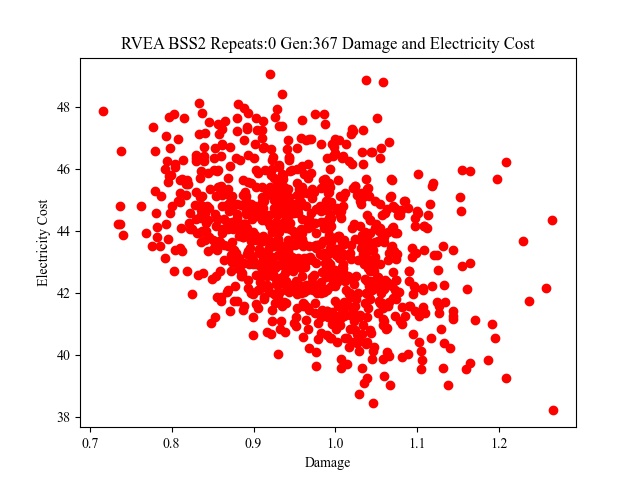 RVEA BSS2 Repeats:0 Gen:367 Damage and Electricity Cost
48
46
44
42
40
38
Electricity Cost
0.7 0.8 0.9 1.0 1.1 1.2
Damage